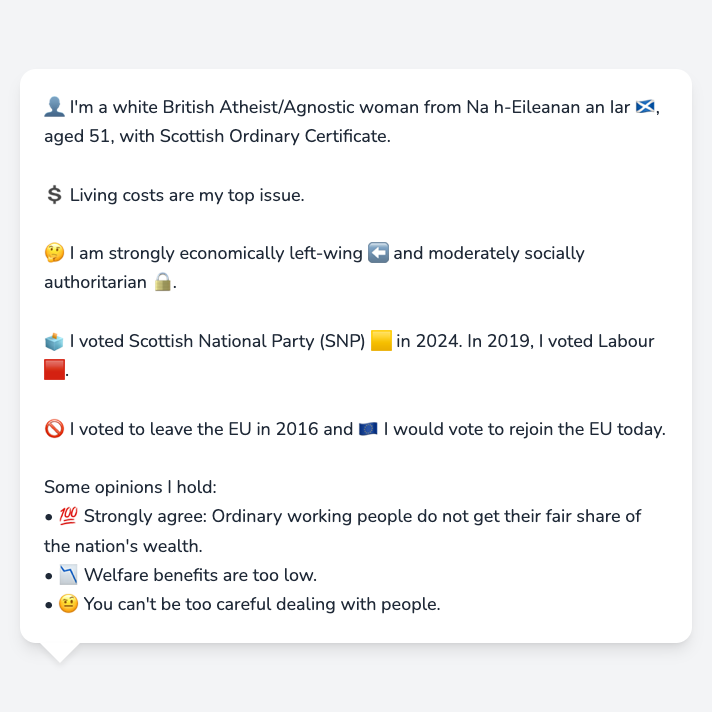 👤 I'm a white British Atheist/Agnostic woman from Na h-Eileanan an Iar 🏴󠁧󠁢󠁳󠁣󠁴󠁿,
aged 51, with Scottish Ordinary Certificate.
💲 Living costs are my top issue.
🤔 I am strongly economically left-wing ⬅️ and moderately socially
authoritarian 🔒.
🗳️ I voted Scottish National Party (SNP) 🟨 in 2024. In 2019, I voted Labour
🟥.
🚫 I voted to leave the EU in 2016 and 🇪🇺 I would vote to rejoin the EU today.
Some opinions I hold:
• 💯 Strongly agree: Ordinary working people do not get their fair share of
the nation's wealth.
• 📉 Welfare benefits are too low.
• 🤨 You can't be too careful dealing with people.